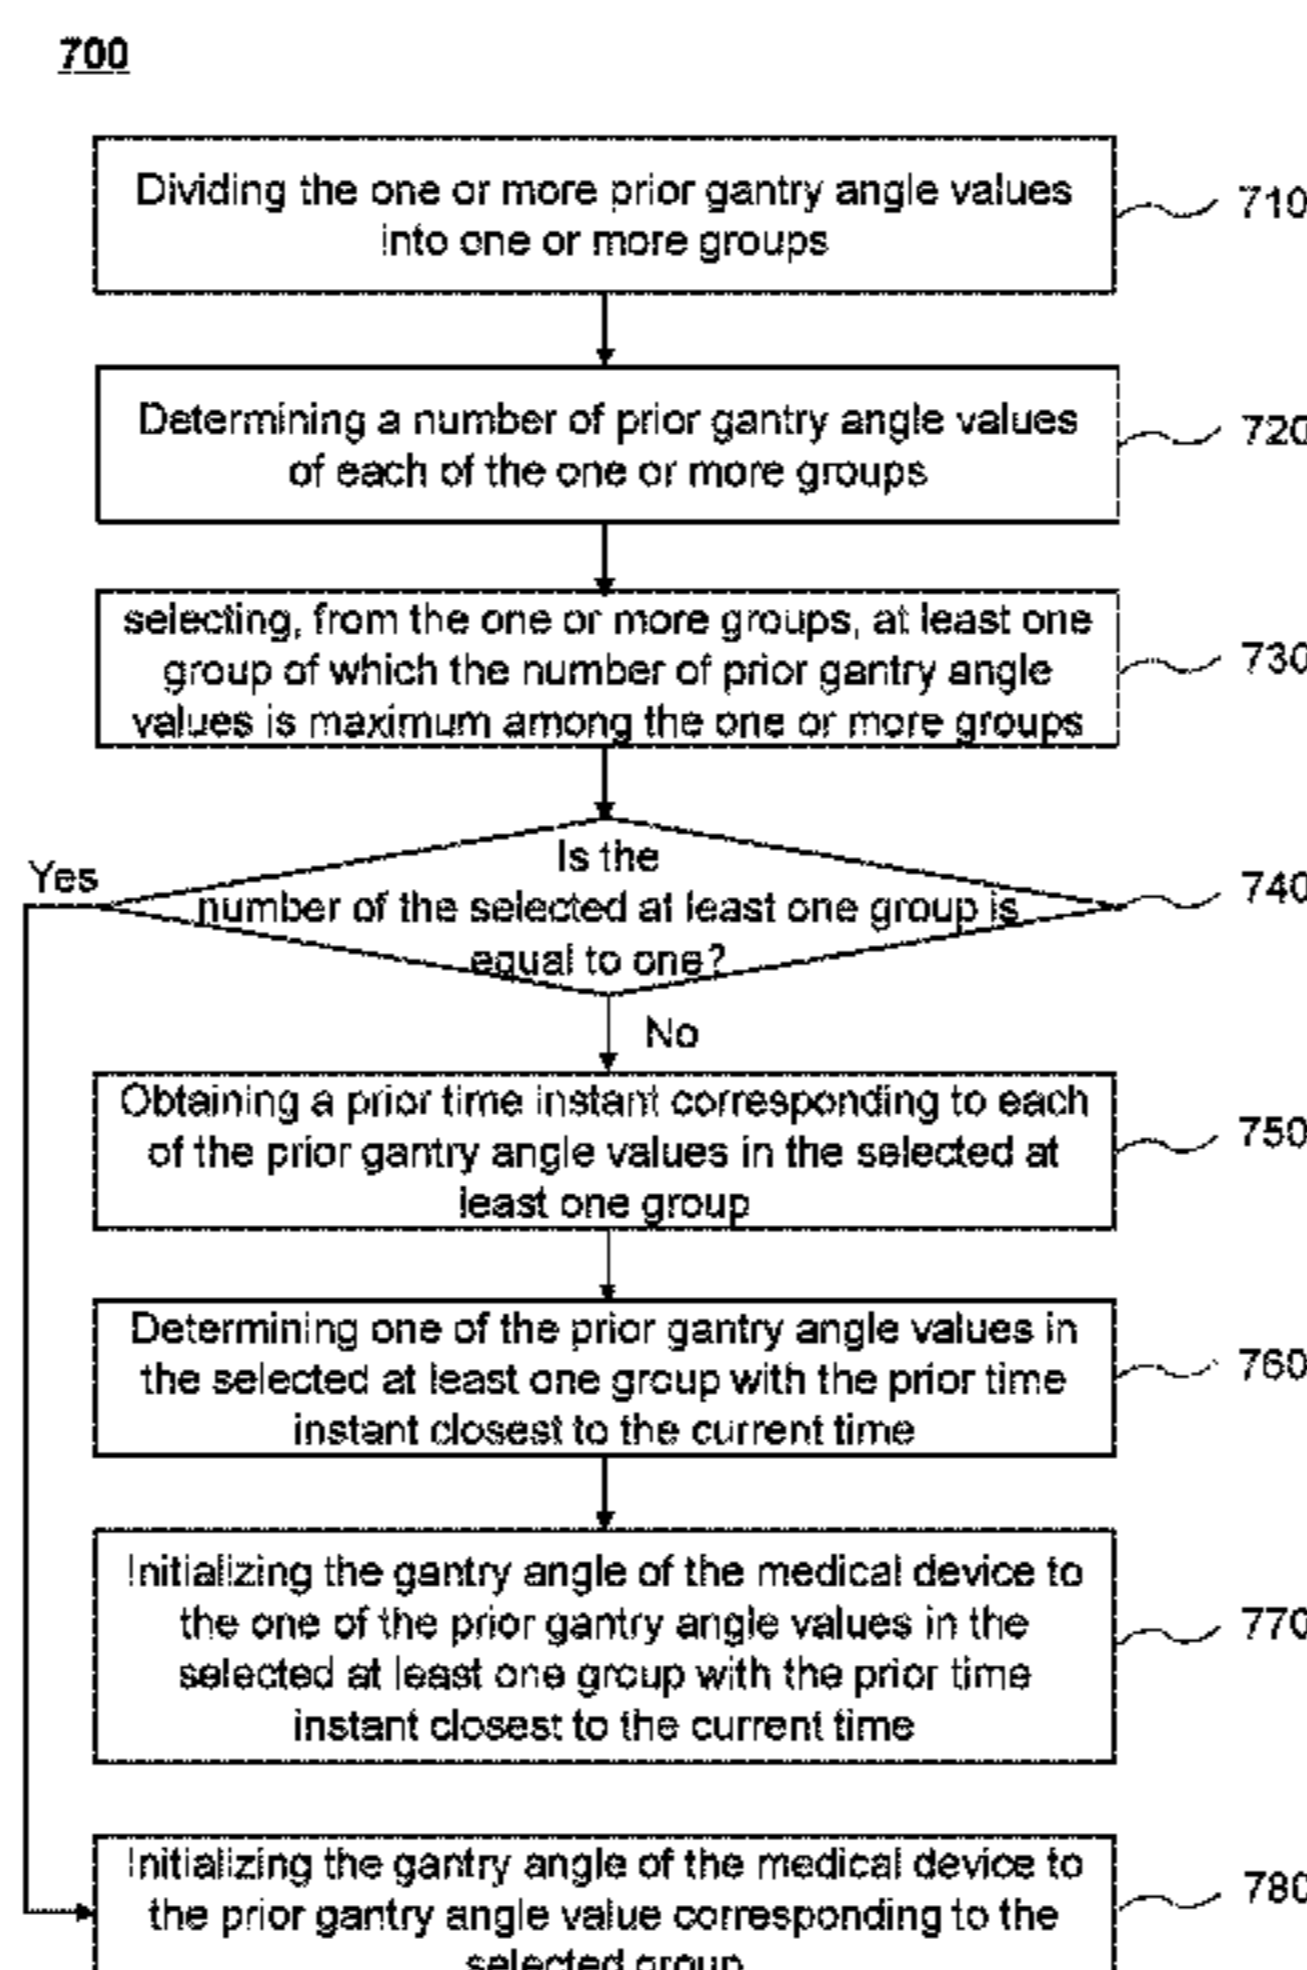 700
Dividing the one or more prior gantry angle values
into one or more groups
710
Determining a number of prior gantry angle values
of each of the one or more groups
720
selecting, from the one or more groups, at least one
group of which the number of prior gantry angle
values is maximum among the one or more groups
730
Yes
Is the
number of the selected at least one group is
equal to one?
740
No
Obtaining a prior time instant corresponding to each
of the prior gantry angle values in the selected at
least one group
750
Determining one of the prior gantry angle values in
the selected at least one group with the prior time
instant closest to the current time
760
Initializing the gantry angle of the medical device to
the one of the prior gantry angle values in the
selected at least one group with the prior time
instant closest to the current time
770
Initializing the gantry angle of the medical device to
the prior gantry angle value corresponding to the
selected group
780